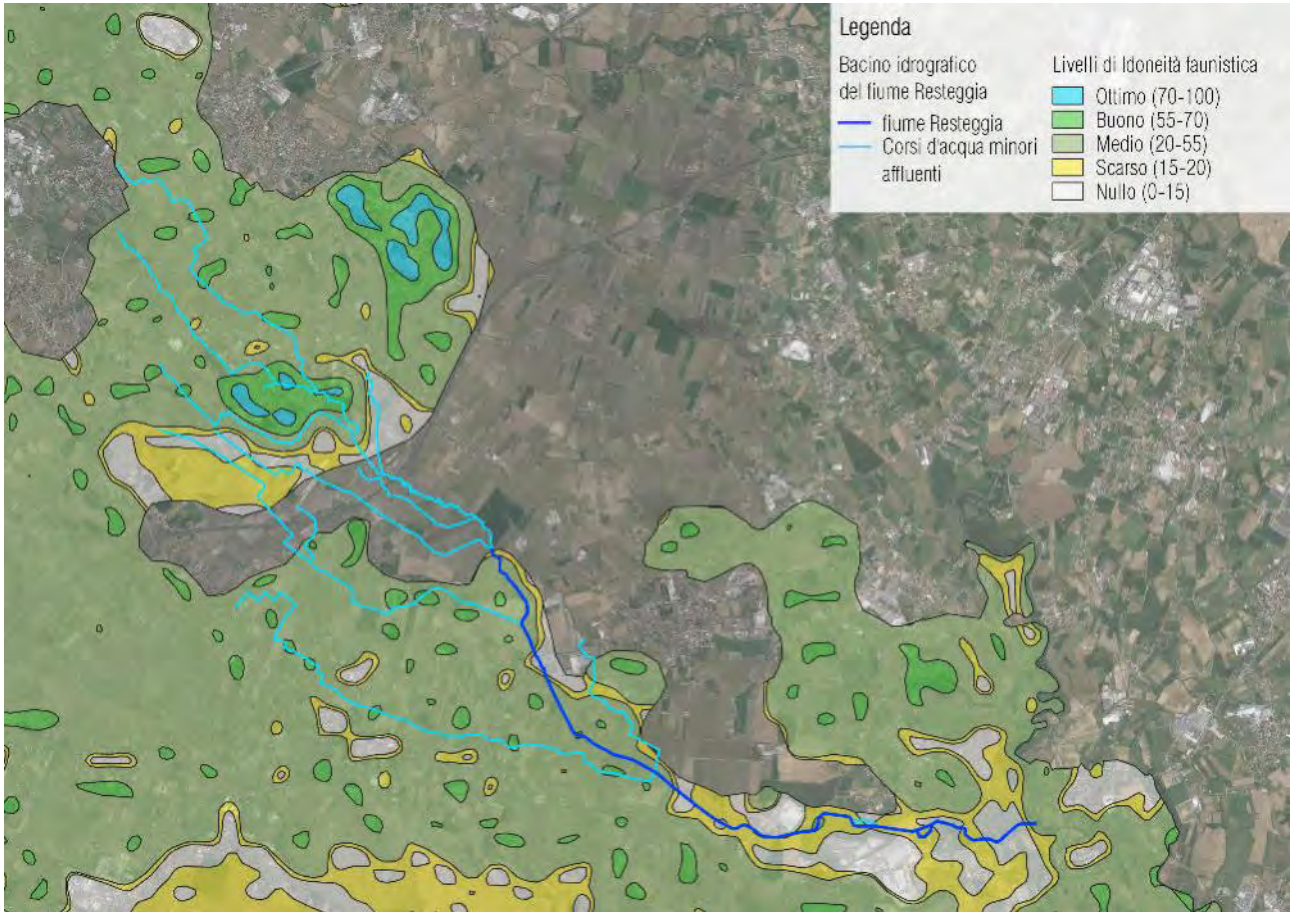 Legenda
Bacino idrografico
del fiume Resteggia
fiume Resteggia
Corsi d'acqua minori
affluenti
Livelli di Idoneità faunistica
Ottimo (70-100)
Buono (55-70)
Medio (20-55)
Scarso (15-20)
Nullo (0-15)